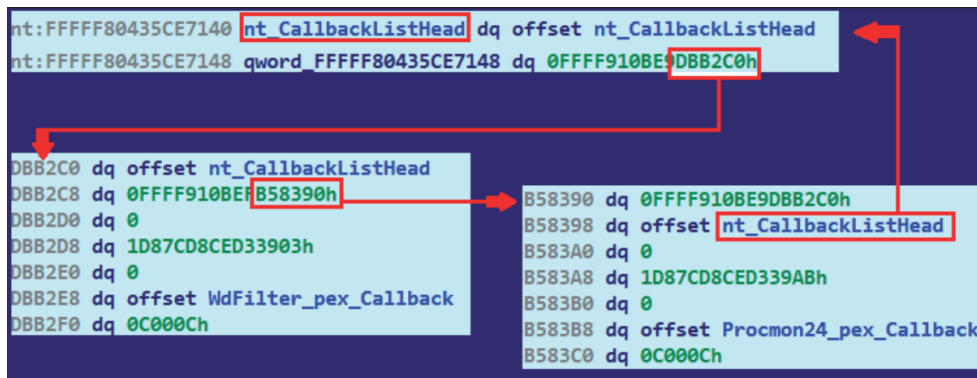 nt:FFFFF80435CE7140 nt_CallbackListHead dq offset nt_CallbackListHead
nt:FFFFF80435CE7148 qword_FFFFF80435CE7148 dq 0FFFF910BE9DBB2C0h
DBB2C0 dq offset nt_CallbackListHead
DBB2C8 dq 0FFFF910BEFB58390h
DBB2D0 dq 0
DBB2D8 dq 1D87CD8CED33903h
DBB2E0 dq 0
DBB2E8 dq offset WdFilter_pex_Callback
DBB2F0 dq 0C000Ch
B58390 dq 0FFFF910BE9DBB2C0h
B58398 dq offset nt_CallbackListHead
B583A0 dq 0
B583A8 dq 1D87CD8CED339ABh
B583B0 dq 0
B583B8 dq offset Procmon24_pex_Callback
B583C0 dq 0C000Ch